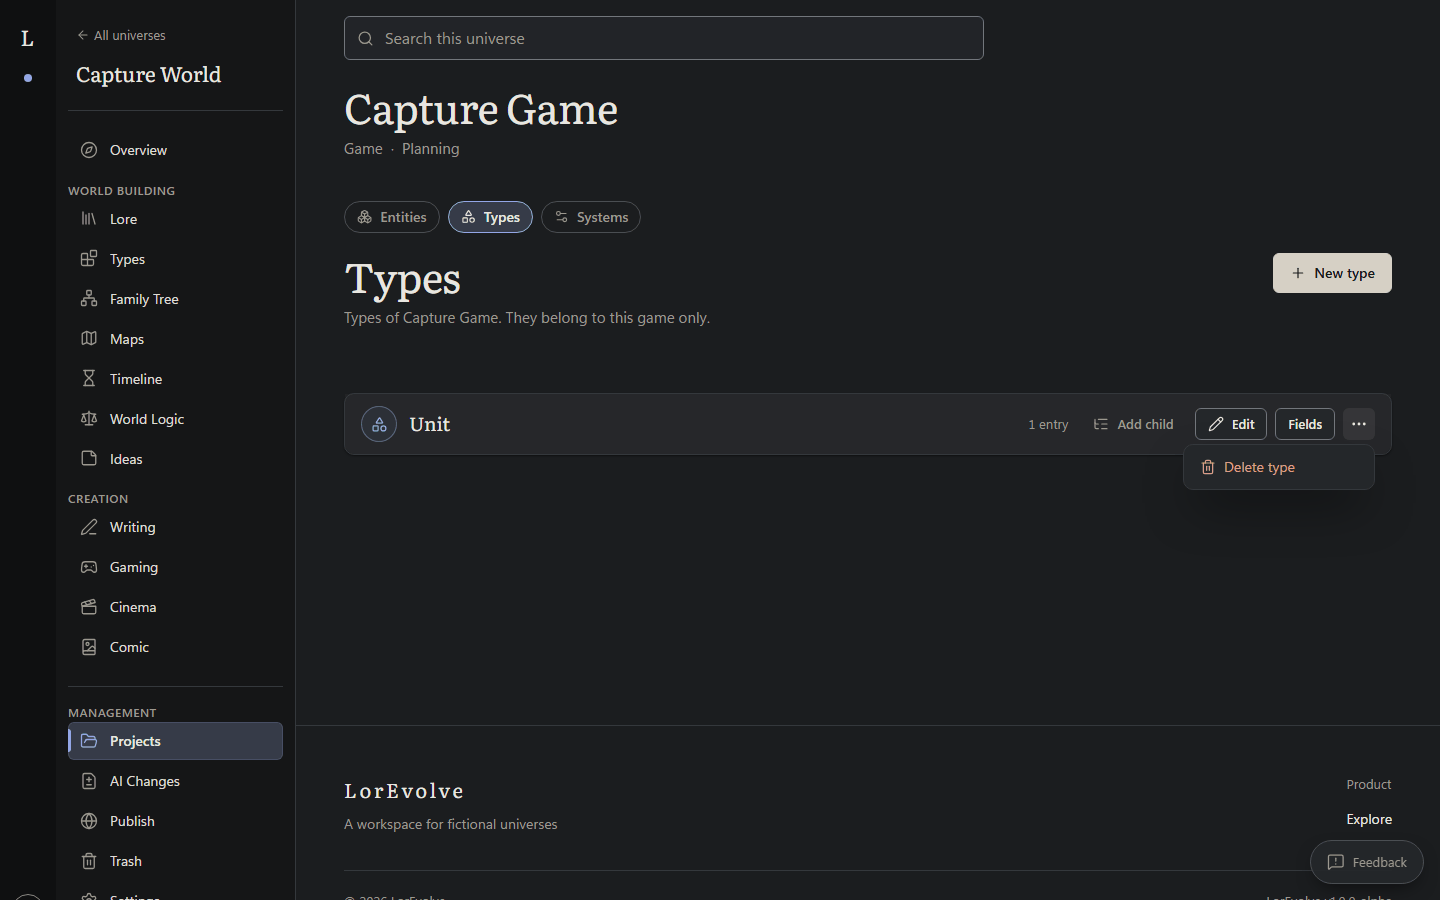 L
All universes
Capture World
Overview
WORLD BUILDING
Lore
Types
Family Tree
Maps
Timeline
World Logic
Ideas
CREATION
Writing
Gaming
Cinema
Comic
MANAGEMENT
Projects
AI Changes
Publish
Trash
Settings
Search this universe
Capture Game
Game · Planning
Entities
Types
Systems
Types
New type
Types of Capture Game. They belong to this game only.
Unit
1 entry
Add child
Edit
Fields
Delete type
LorEvolve
A workspace for fictional universes
Product
Explore
Feedback
© 2026 LorEvolve